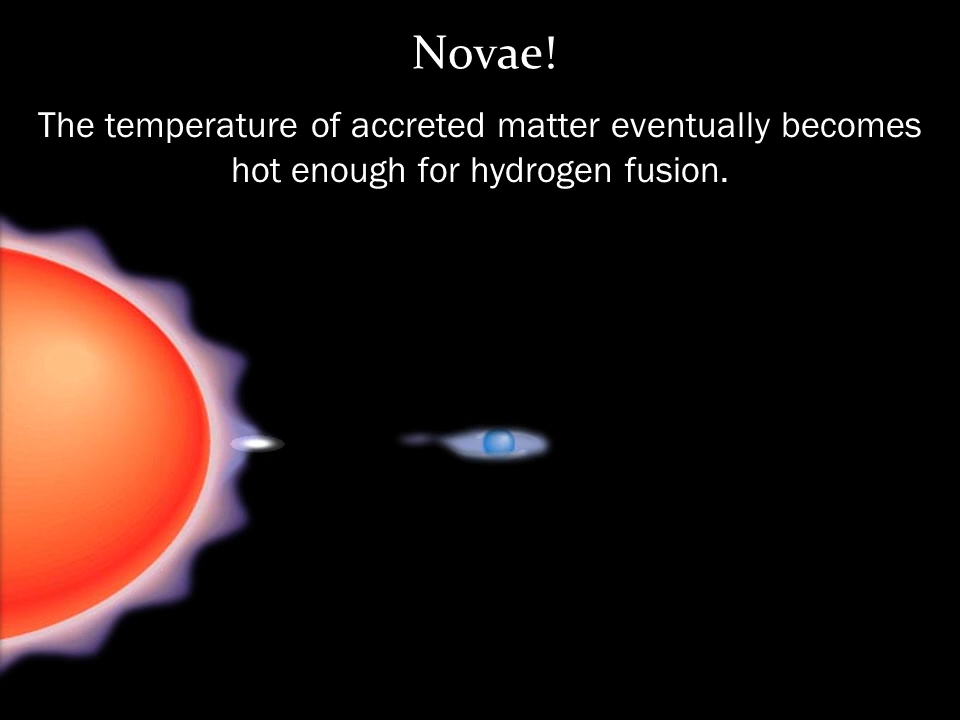 Novae!
The temperature of accreted matter eventually becomes
hot enough for hydrogen fusion.